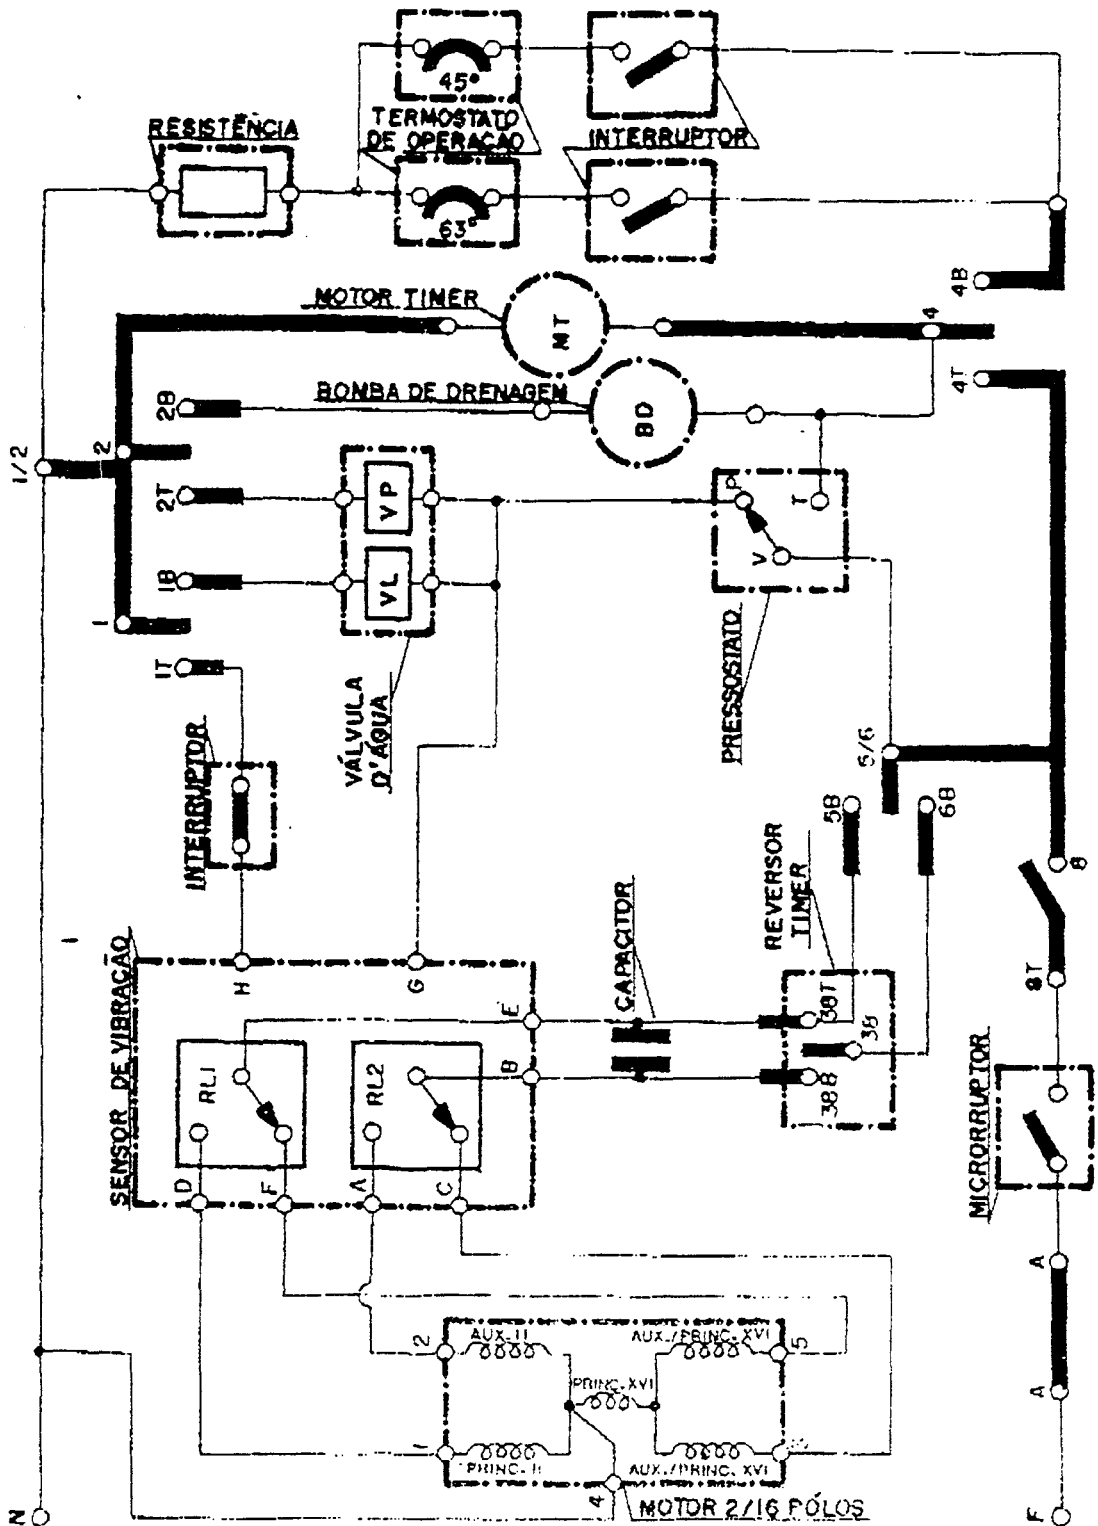 45°
TERMOSTATO
DE OPERAÇÃO
INTERRUPTOR
RESISTÊNCIA
63°
4B
MOTOR TIMER
MT
4
BOMBA DE DRENAGEM
BD
4T
1/2
2B
2
2T
VP
P
T
V
1B
VL
1
1T
VÁLVULA
D'ÁGUA
PRESSOSTATO
INTERRUPTOR
5/6
5B
6B
REVERSOR
TIMER
8
SENSOR DE VIBRAÇÃO
H
G
CAPACITOR
8T
E
38T
RL1
RL2
B
38
38B
MICRORRUPTOR
D
F
A
C
A
A
2
AUX-II
AUX./PRINC-XVI
5
PRINC-XVI
1
PRINC-II
AUX./PRINC. XVI
4
MOTOR 2/16 PÓLOS
N
F